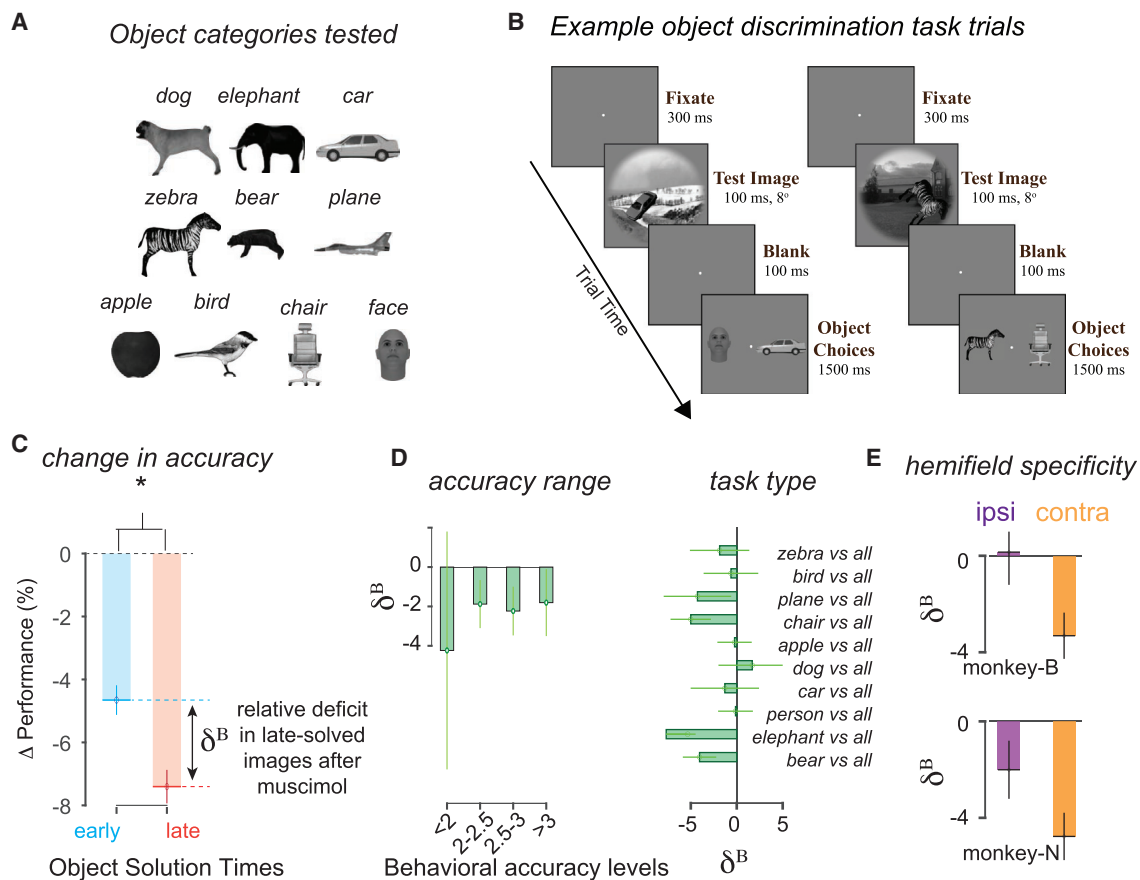 A
Object categories tested
dog elephant car
zebra bear plane
apple bird chair face
B
Example object discrimination task trials
Fixate
300 ms
Test Image
100 ms, 8°
Blank
100 ms
Object
Choices
1500 ms
Fixate
300 ms
Test Image
100 ms, 8°
Blank
100 ms
Object
Choices
1500 ms
Trial Time
C
change in accuracy
*
0
-2
-4
-6
-8
Δ Performance (%)
δᴮ
relative deficit
in late-solved
images after
muscimol
early late
Object Solution Times
D
accuracy range
δᴮ
0
-2
-4
<2 2-2.5 2.5-3 >3
Behavioral accuracy levels
task type
zebra vs all
bird vs all
plane vs all
chair vs all
apple vs all
dog vs all
car vs all
person vs all
elephant vs all
bear vs all
-5 0 5
δᴮ
E
hemifield specificity
ipsi contra
0
δᴮ
-4
monkey-B
0
δᴮ
-4
monkey-N